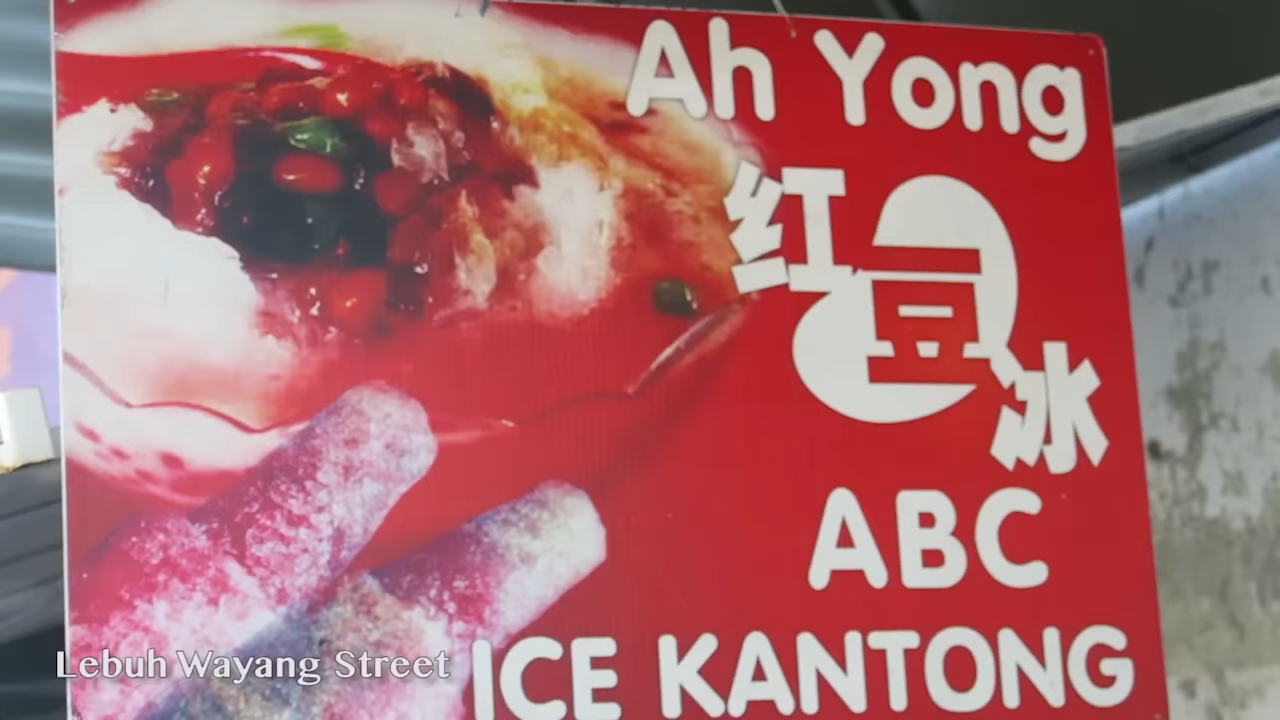 Ah Yong
红豆冰
ABC
ICE KANTONG
Lebuh Wayang Street